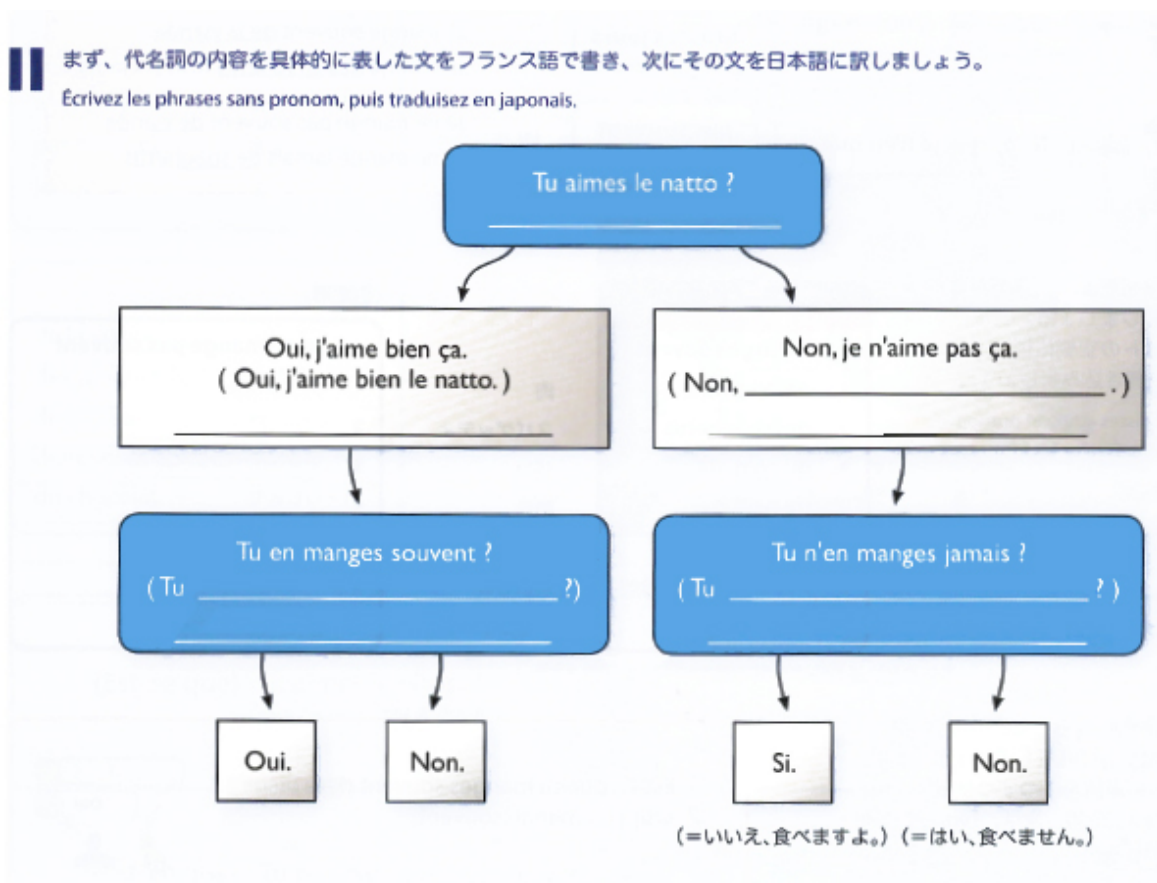 まず、代名詞の内容を具体的に表した文をフランス語で書き、次にその文を日本語に訳しましょう。
Écrivez les phrases sans pronom, puis traduisez en japonais.
Tu aimes le natto ?
Oui, j'aime bien ça.
( Oui, j'aime bien le natto. )
Non, je n'aime pas ça.
( Non, . )
Tu en manges souvent ?
( Tu ?)
Tu n'en manges jamais ?
( Tu ? )
Oui.
Non.
Si.
Non.
(=いいえ、食べますよ。) (=はい、食べません。)